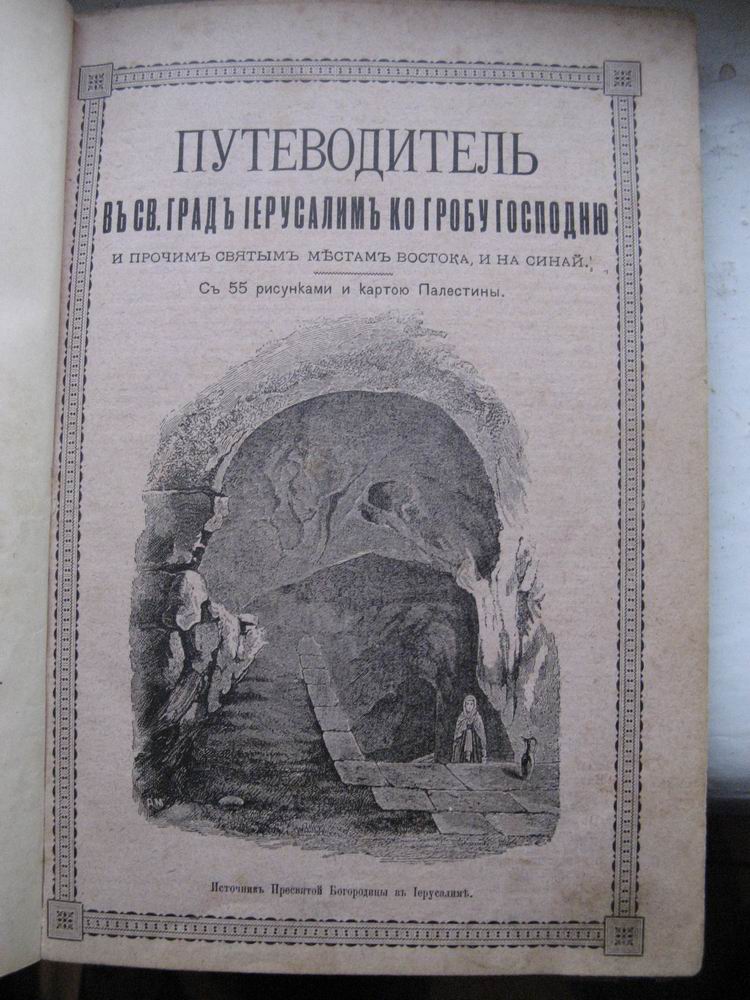 ПУТЕВОДИТЕЛЬ
ВЪ СВ. ГРАДЪ ІЕРУСАЛИМЪ КО ГРОБУ ГОСПОДНЮ
И ПРОЧИМЪ СВЯТЫМЪ МѢСТАМЪ ВОСТОКА, И НА СИНАЙ.
Съ 55 рисунками и картою Палестины.
Источникъ Пресвятой Богородицы въ Іерусалимѣ.